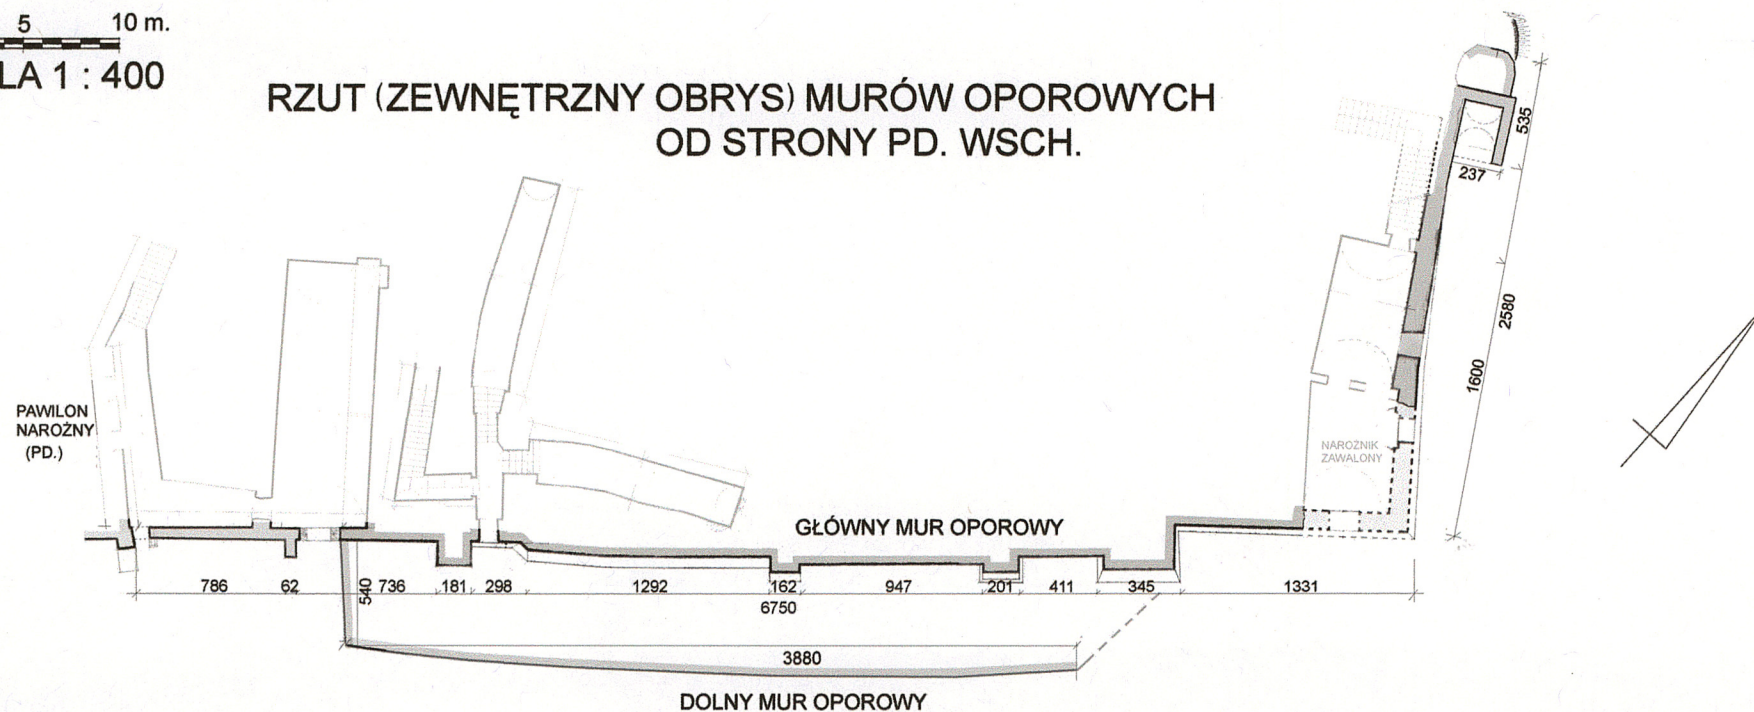 5 10 m.
LA 1 : 400
RZUT (ZEWNĘTRZNY OBRYS) MURÓW OPOROWYCH
OD STRONY PD. WSCH.
535
237
2580
1600
PAWILON
NAROŻNY
(PD.)
NAROŻNIK
ZAWALONY
GŁÓWNY MUR OPOROWY
786 62 540 736 181 298 1292 162 947 201 411 345 1331
6750
3880
DOLNY MUR OPOROWY